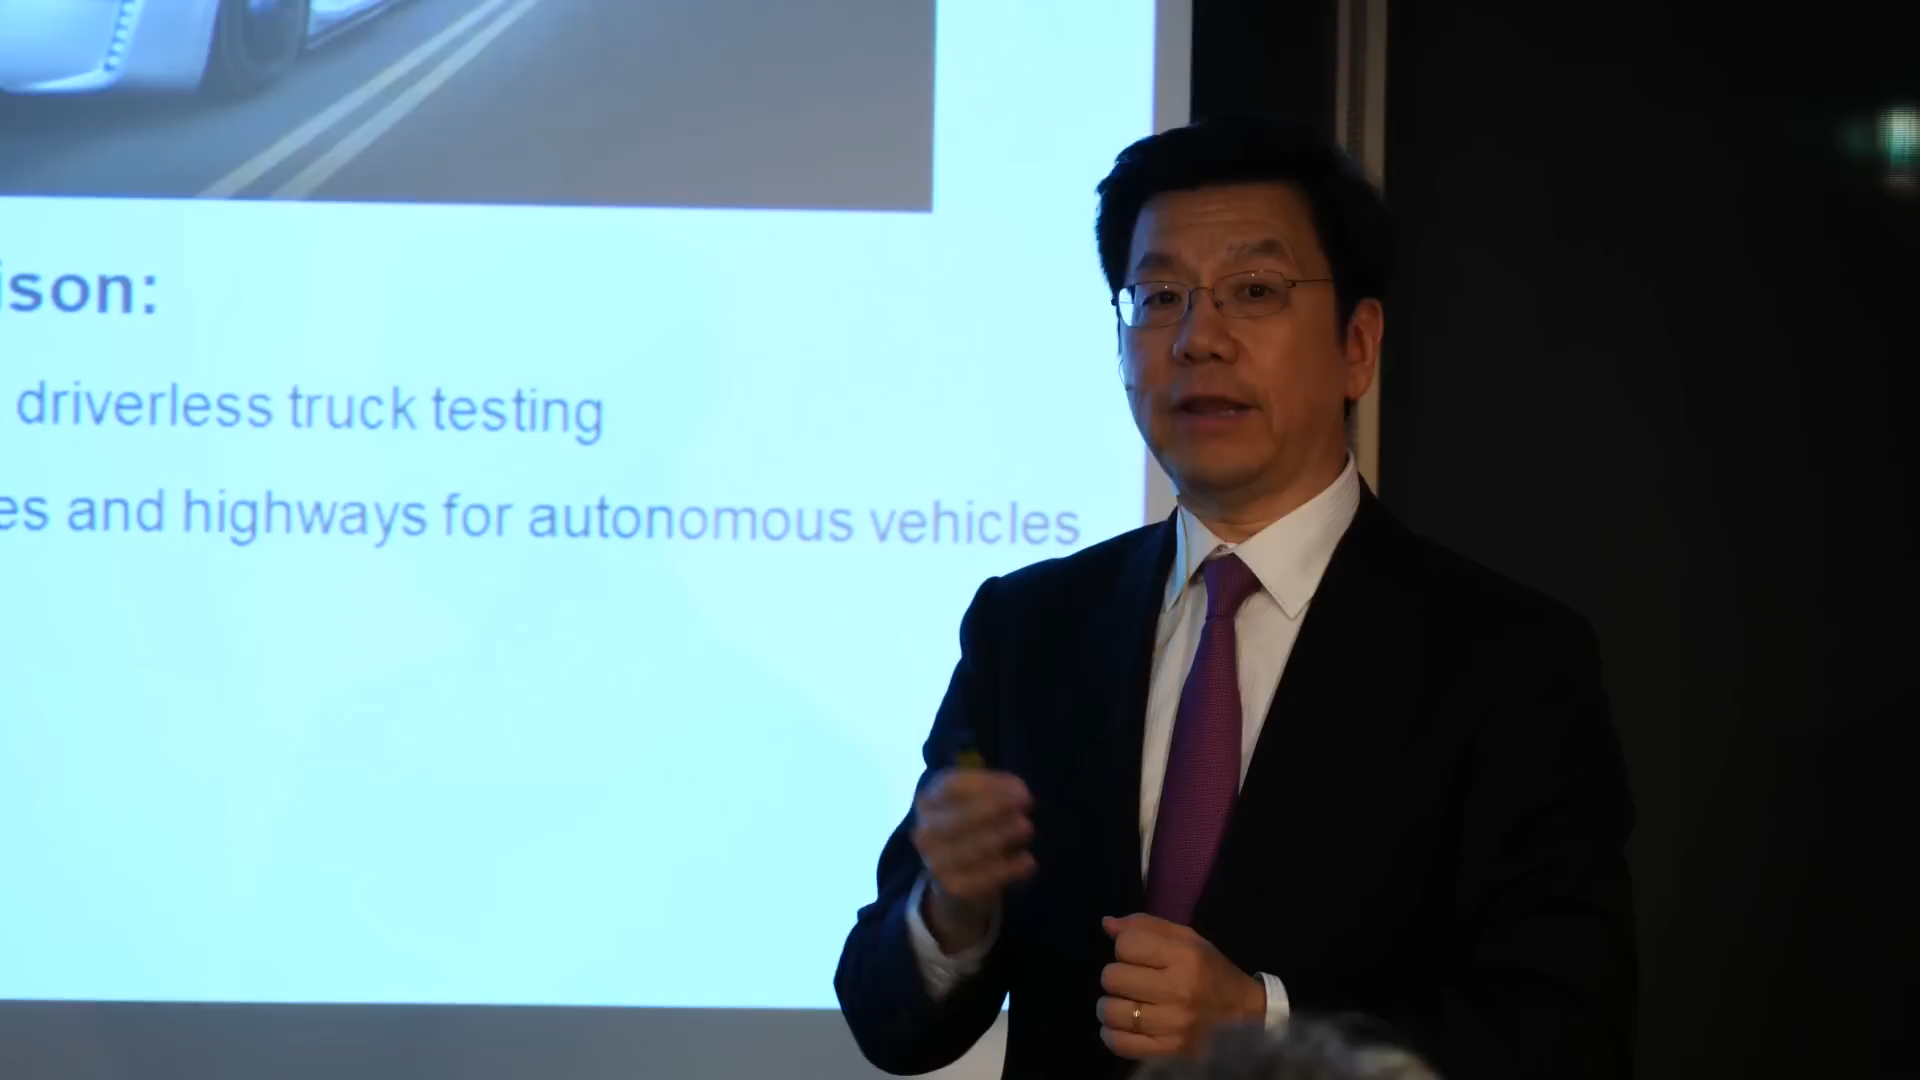 ison:
driverless truck testing
es and highways for autonomous vehicles